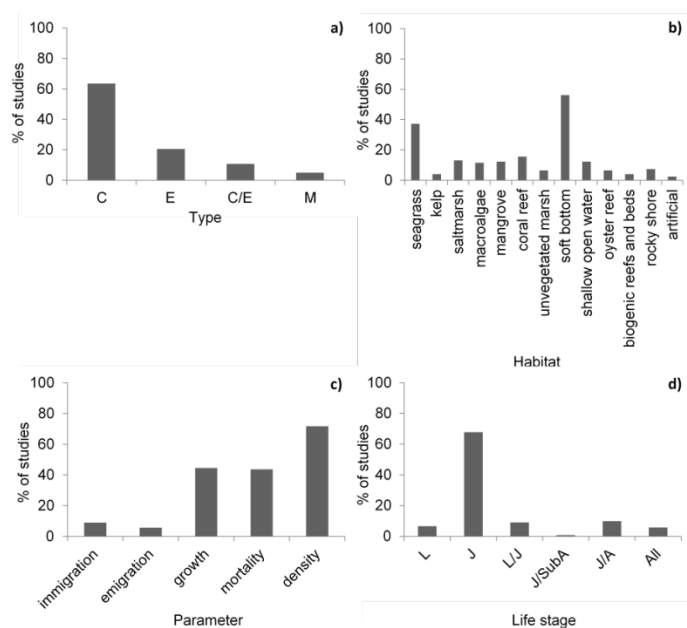 a)
% of studies
100
80
60
40
20
0
C E C/E M
Type
b)
% of studies
100
80
60
40
20
0
seagrass
kelp
saltmarsh
macroalgae
mangrove
coral reef
unvegetated marsh
soft bottom
shallow open water
oyster reef
biogenic reefs and beds
rocky shore
artificial
Habitat
c)
% of studies
100
80
60
40
20
0
immigration
emigration
growth
mortality
density
Parameter
d)
% of studies
100
80
60
40
20
0
L
J
L/J
J/SubA
J/A
All
Life stage